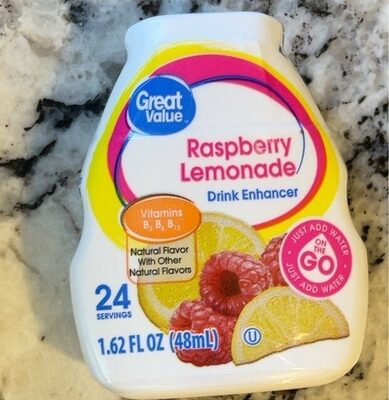 Great
Value
Raspberry
Lemonade
Drink Enhancer
Vitamins
B₃ B₆ B₁₂
Natural Flavor
With Other
Natural Flavors
24
SERVINGS
1.62 FL OZ (48mL)
JUST ADD WATER
ON
THE
GO
JUST ADD WATER
U